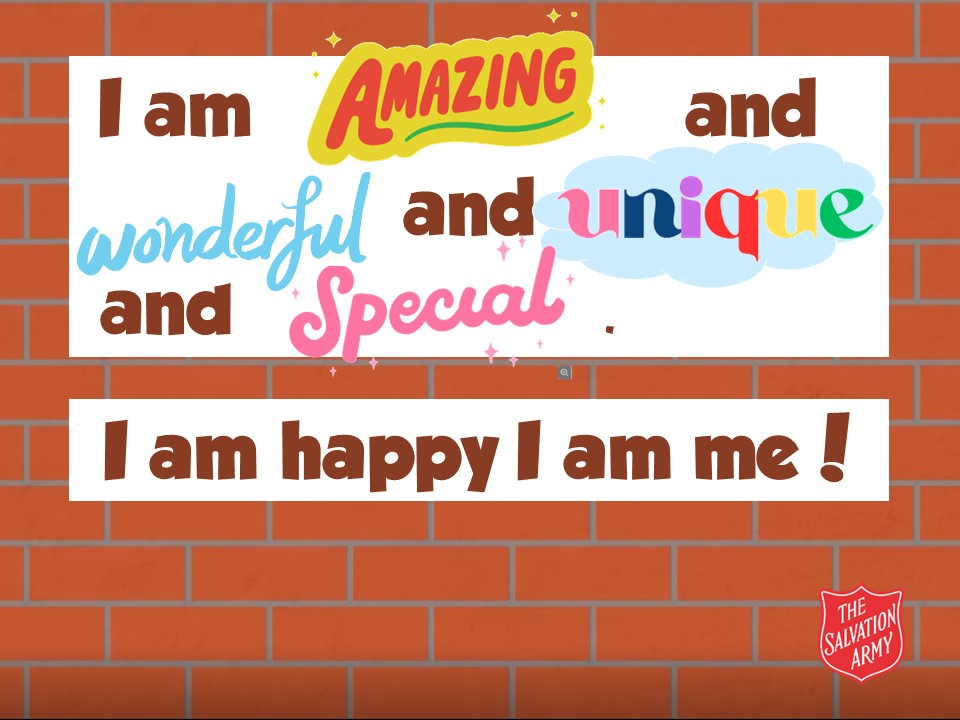 I am AMAZING and
wonderful and unique
and Special .
I am happy I am me!
THE
SALVATION
ARMY